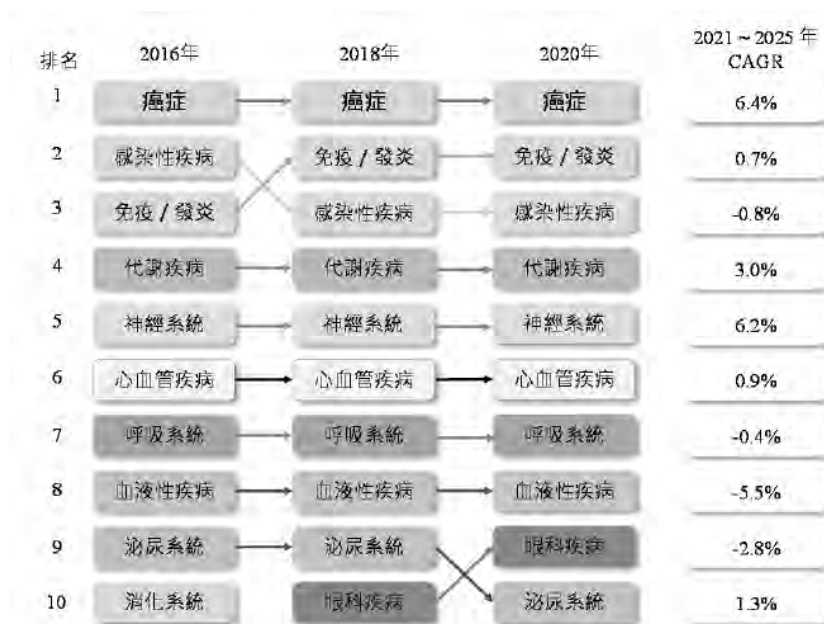 排名 2016年 2018年 2020年 2021～2025 年 CAGR
1 癌症 癌症 癌症 6.4%
2 感染性疾病 免疫 / 發炎 免疫 / 發炎 0.7%
3 免疫 / 發炎 感染性疾病 感染性疾病 -0.8%
4 代謝疾病 代謝疾病 代謝疾病 3.0%
5 神經系統 神經系統 神經系統 6.2%
6 心血管疾病 心血管疾病 心血管疾病 0.9%
7 呼吸系統 呼吸系統 呼吸系統 -0.4%
8 血液性疾病 血液性疾病 血液性疾病 -5.5%
9 泌尿系統 泌尿系統 眼科疾病 -2.8%
10 消化系統 眼科疾病 泌尿系統 1.3%